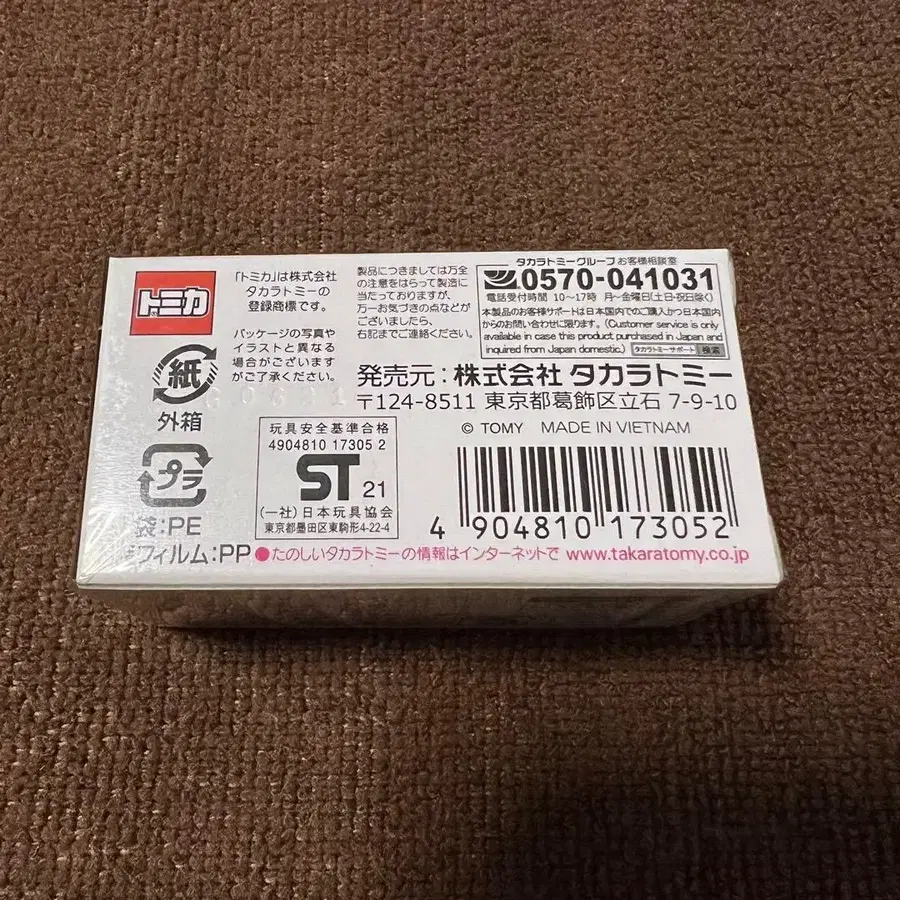 トミカ
「トミカ」は株式会社
タカラトミーの
登録商標です。
パッケージの写真や
イラストと異なる
場合がございます
がご了承ください。
製品につきましては万全
の注意をはらって製造に
当たっておりますが、
万一お気づきの点などが
ございましたら、
右記までご連絡ください。
タカラトミーグループ お客様相談室
0570-041031
電話受付時間 10〜17時 月〜金曜日(土・日・祝日除く)
本製品のお客様サポートは日本国内でのご購入かつ日本国内
からのお問い合わせに限ります。(Customer service is only
available in case this product purchased in Japan and
inquired from Japan domestic.) タカラトミーサポート 検索
紙
外箱
発売元:株式会社 タカラトミー
〒124-8511 東京都葛飾区立石 7-9-10
© TOMY MADE IN VIETNAM
プラ
袋:PE
フィルム:PP
玩具安全基準合格
4904810 17305 2
ST 21
(一社)日本玩具協会
東京都墨田区東駒形4-22-4
4 904810 173052
●たのしいタカラトミーの情報はインターネットで www.takaratomy.co.jp